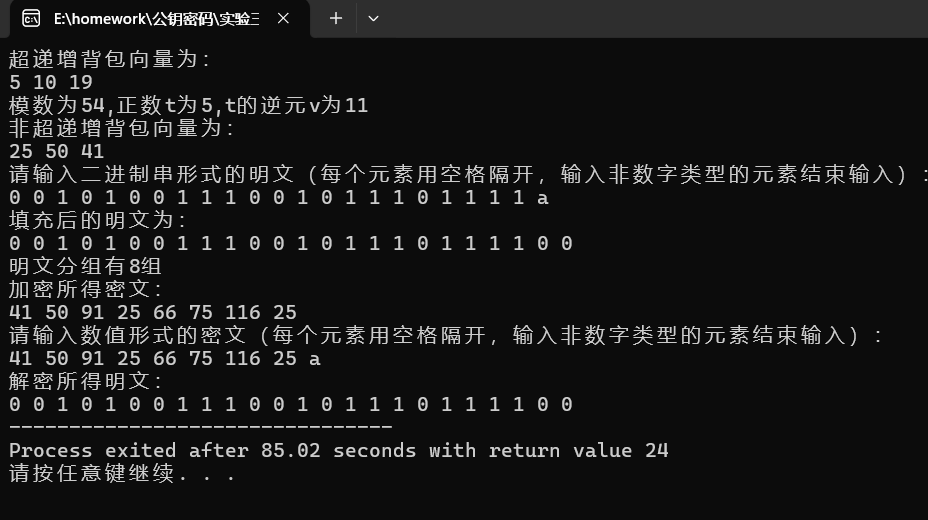 E:\homework\公钥密码\实验三
超递增背包向量为：
5 10 19
模数为54,正数t为5,t的逆元v为11
非超递增背包向量为：
25 50 41
请输入二进制串形式的明文（每个元素用空格隔开，输入非数字类型的元素结束输入）：
0 0 1 0 1 0 0 1 1 1 0 0 1 0 1 1 1 0 1 1 1 1 a
填充后的明文为：
0 0 1 0 1 0 0 1 1 1 0 0 1 0 1 1 1 0 1 1 1 1 0 0
明文分组有8组
加密所得密文：
41 50 91 25 66 75 116 25
请输入数值形式的密文（每个元素用空格隔开，输入非数字类型的元素结束输入）：
41 50 91 25 66 75 116 25 a
解密所得明文：
0 0 1 0 1 0 0 1 1 1 0 0 1 0 1 1 1 0 1 1 1 1 0 0
--------------------------------
Process exited after 85.02 seconds with return value 24
请按任意键继续. . .